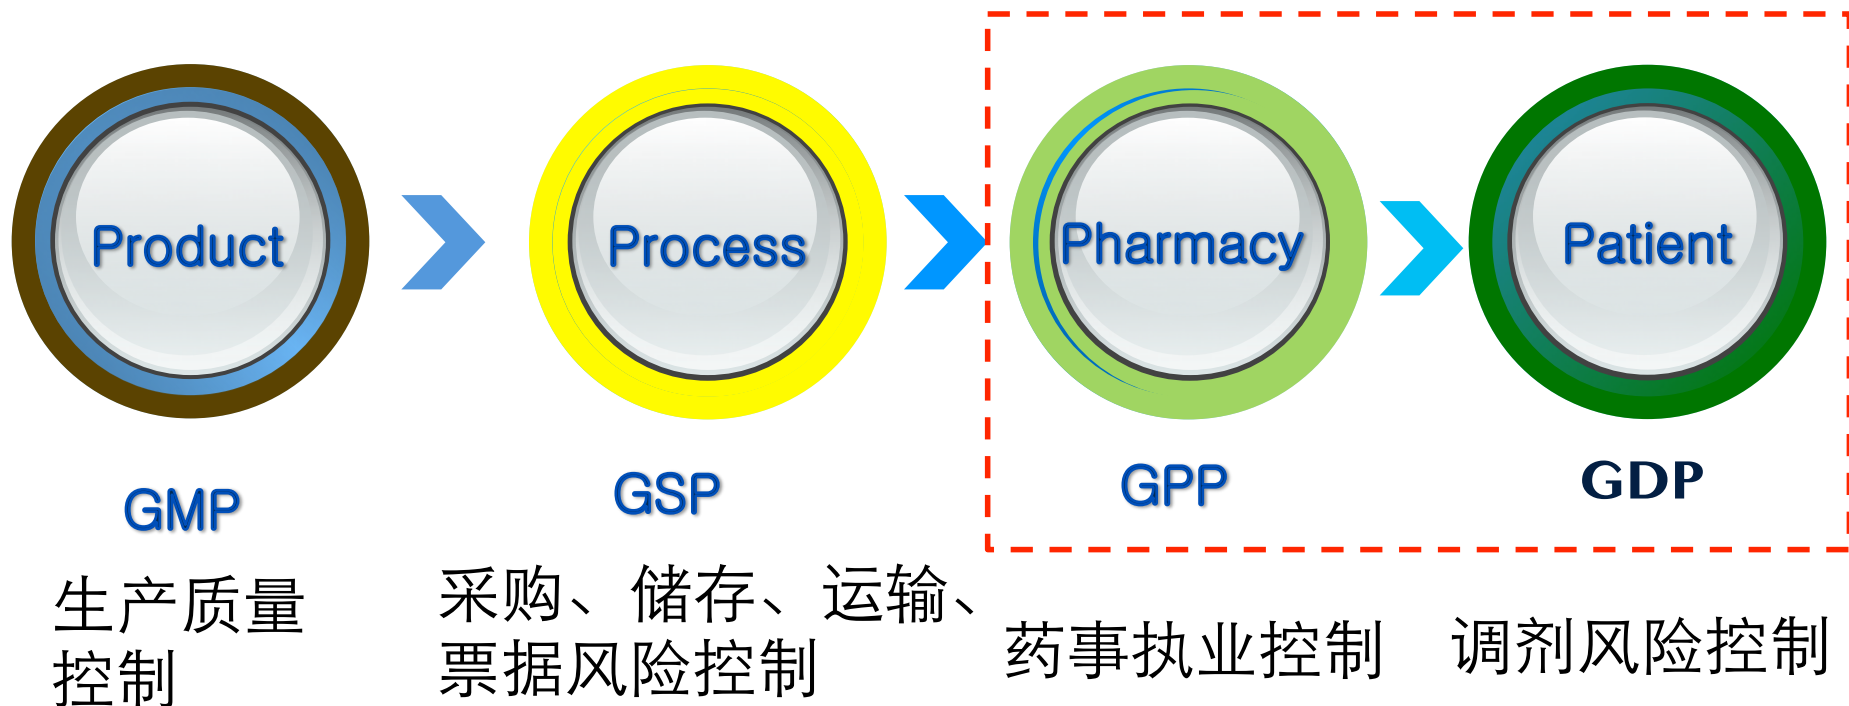 Product
Process
Pharmacy
Patient
GMP
GSP
GPP
GDP
生产质量
控制
采购、储存、运输、
票据风险控制
药事执业控制
调剂风险控制